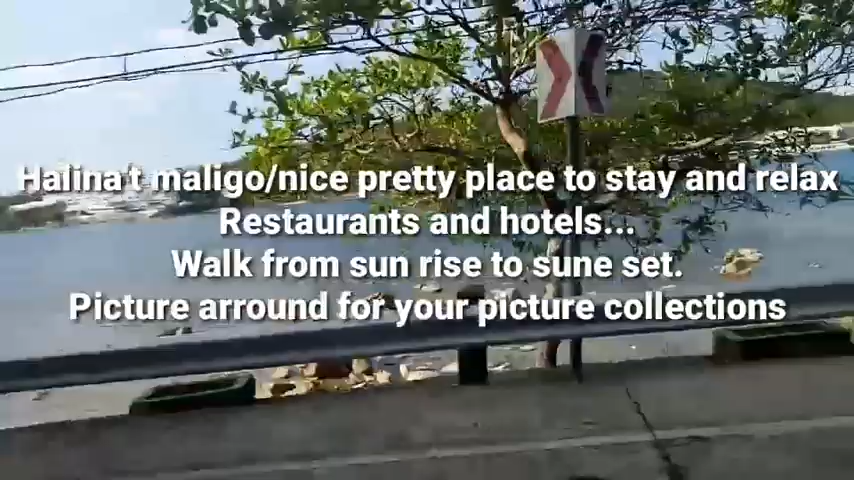 Halina't maligo/nice pretty place to stay and relax
Restaurants and hotels...
Walk from sun rise to sune set.
Picture arround for your picture collections